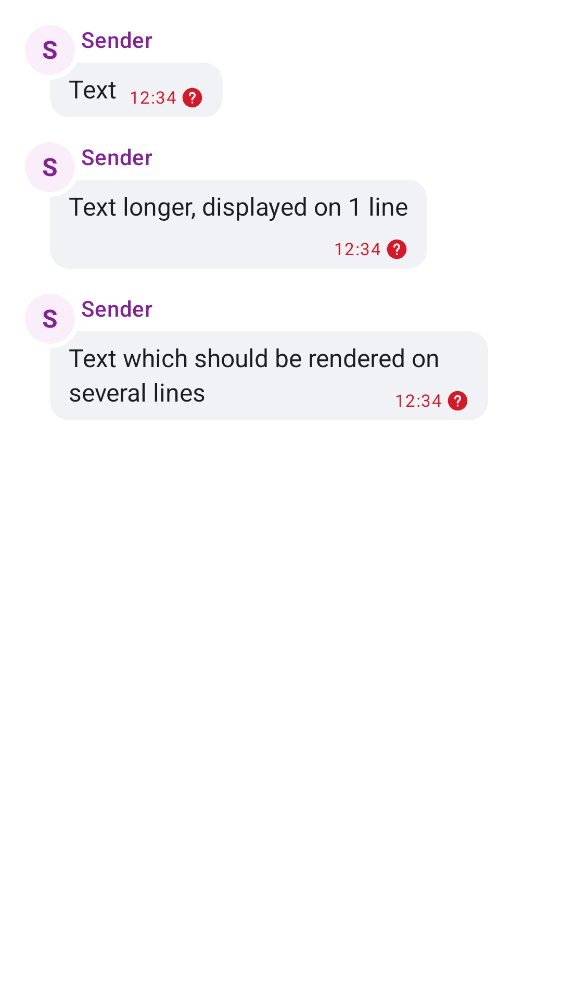 S Sender
Text 12:34 ?
S Sender
Text longer, displayed on 1 line
12:34 ?
S Sender
Text which should be rendered on
several lines 12:34 ?